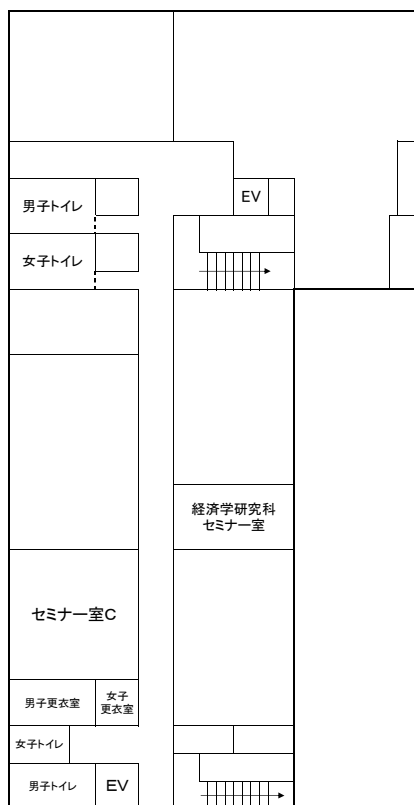 男子トイレ
EV
女子トイレ
経済学研究科
セミナー室
セミナー室C
男子更衣室
女子
更衣室
女子トイレ
男子トイレ
EV